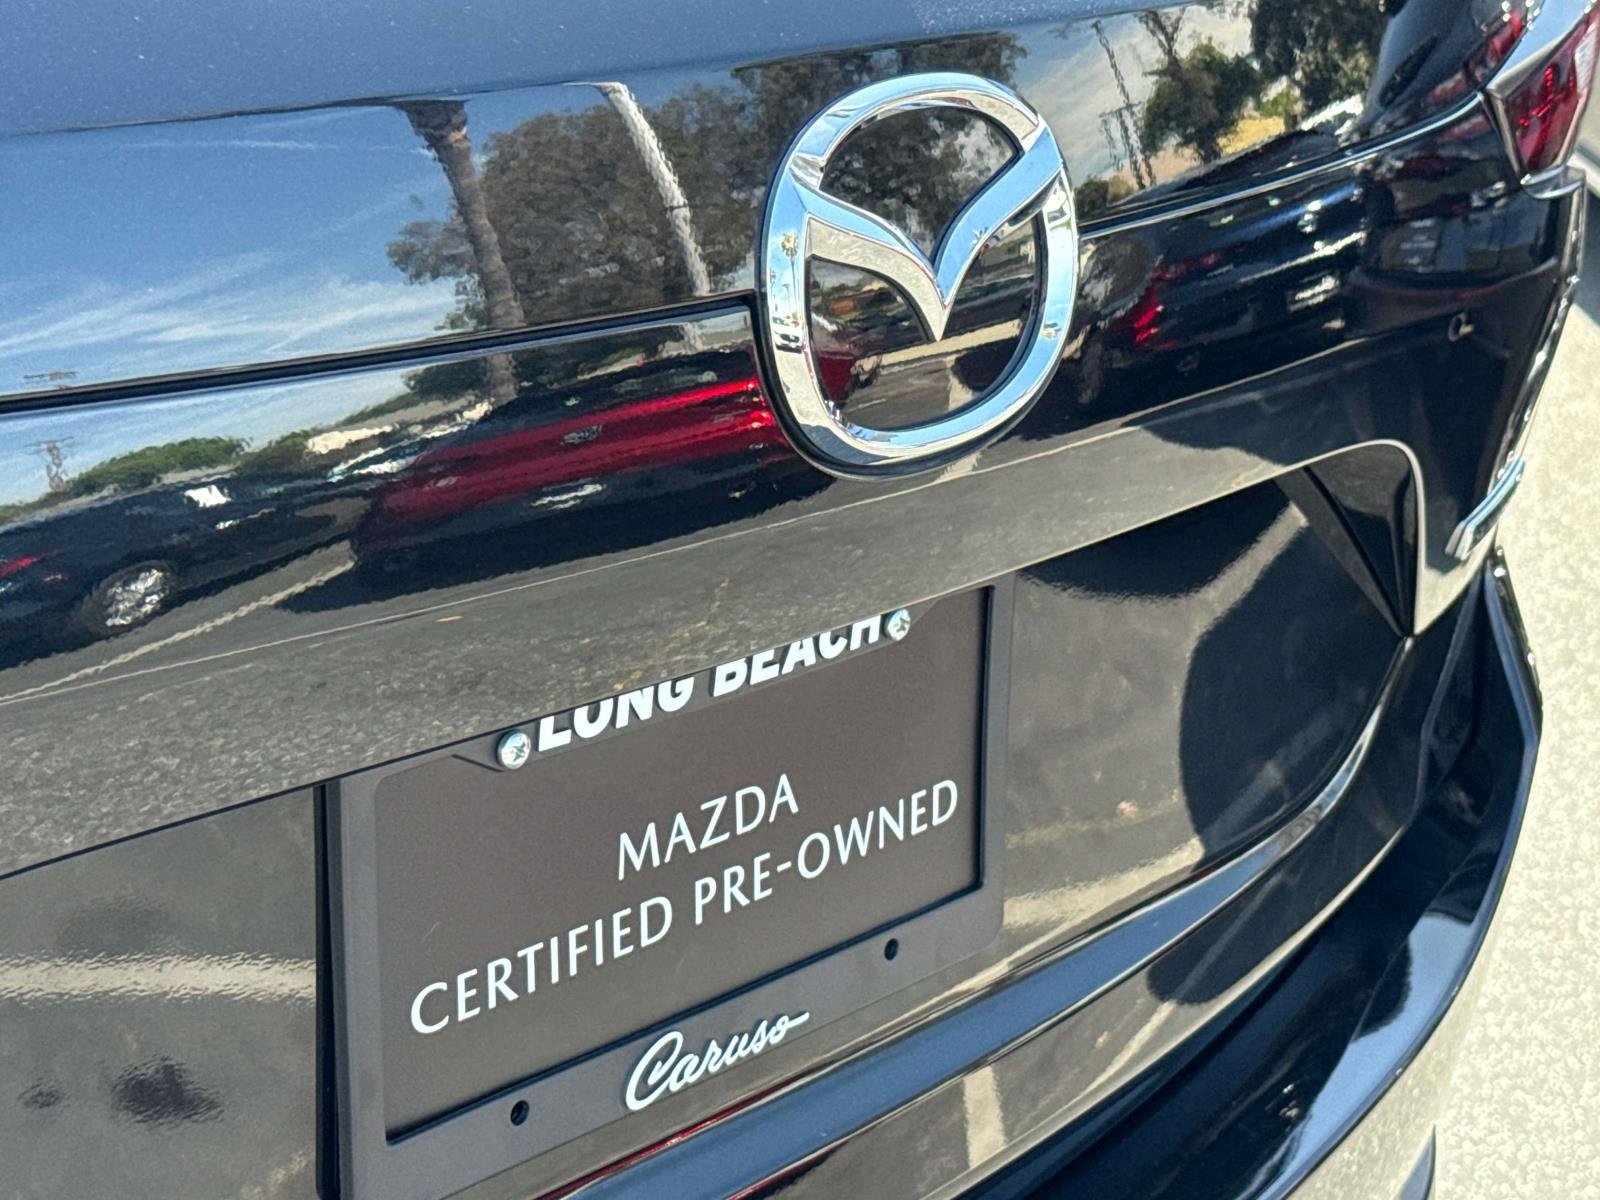 LONG BEACH
MAZDA
CERTIFIED PRE-OWNED
Caruso